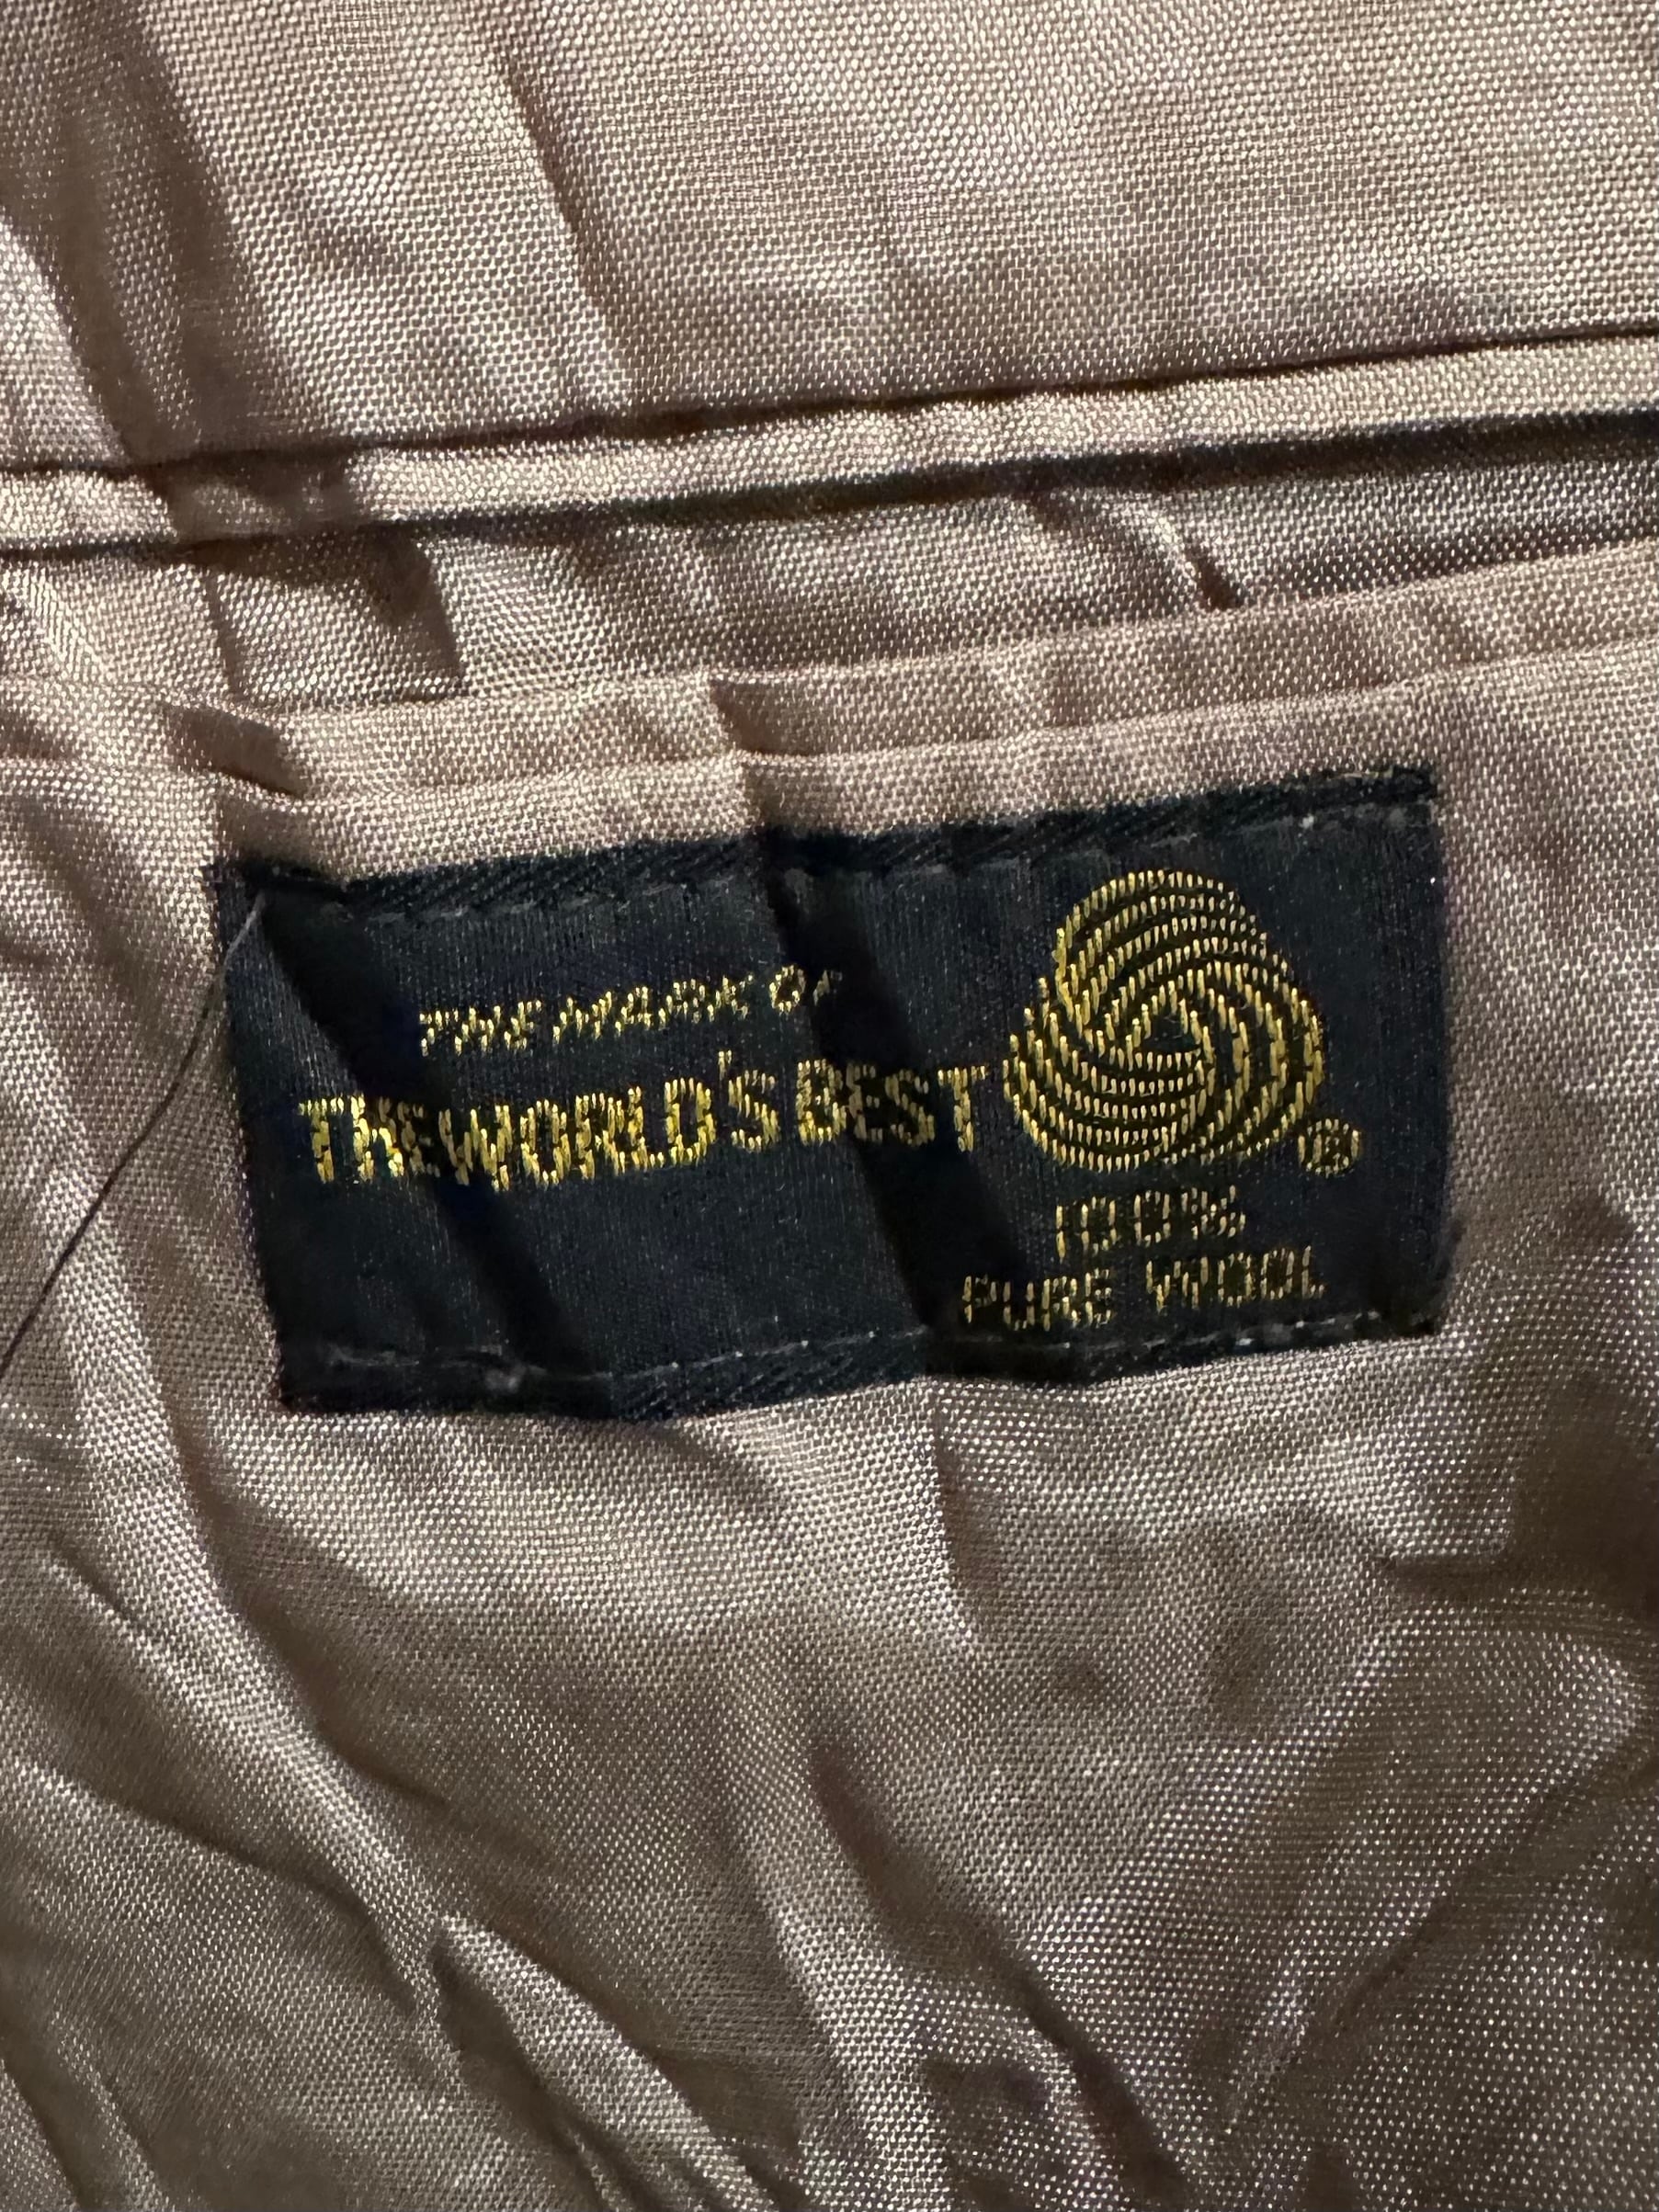 THE MARK OF
THE WORLD'S BEST
®
100%
PURE WOOL